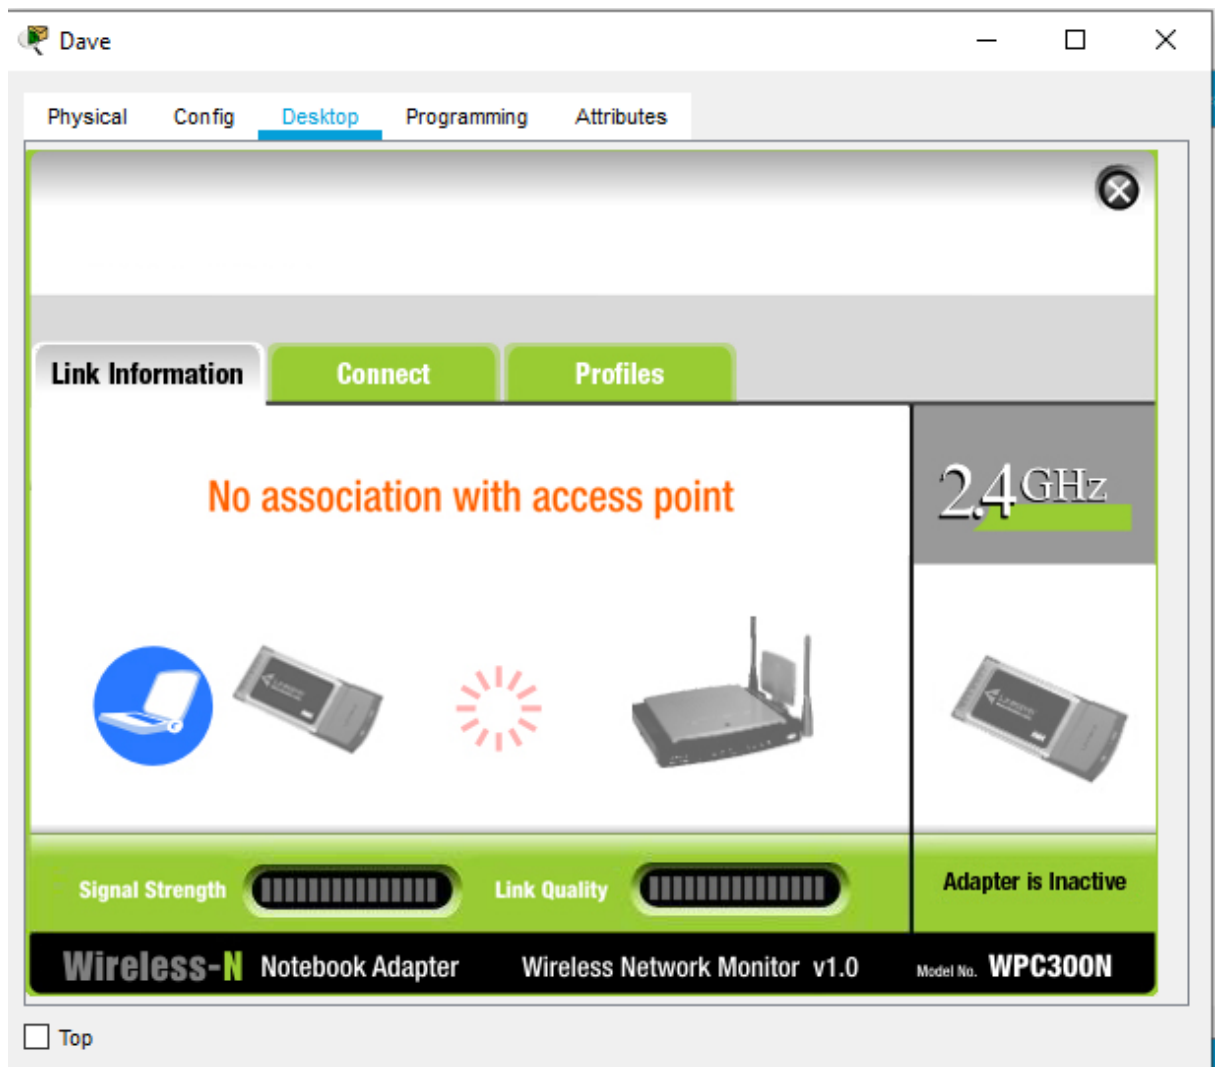 Dave
Physical Config Desktop Programming Attributes
Link Information Connect Profiles
No association with access point
2.4GHz
Signal Strength Link Quality Adapter is Inactive
Wireless-N Notebook Adapter Wireless Network Monitor v1.0 Model No. WPC300N
Top